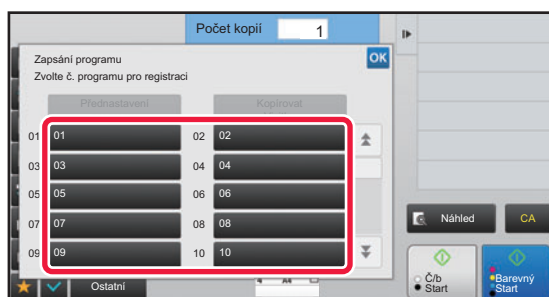 Počet kopií 1
Zapsání programu
OK
Zvolte č. programu pro registraci
Přednastavení Kopírovat
01 01 02 02
03 03 04 04
05 05 06 06
07 07 08 08
09 09 10 10
Náhled CA
Ostatní
A4
Č/b Start
Barevný Start